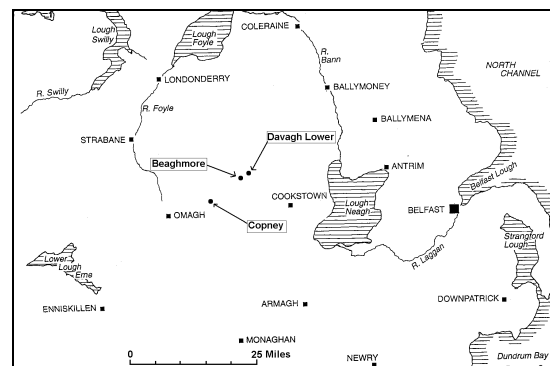 COLERAINE
Lough
Swilly
Lough
Foyle
R.
Bann
NORTH
CHANNEL
LONDONDERRY
R. Swilly
BALLYMONEY
R. Foyle
BALLYMENA
STRABANE
Davagh Lower
Beaghmore
ANTRIM
Belfast Lough
COOKSTOWN
Lough
Neagh
BELFAST
OMAGH
Copney
Strangford
Lough
R. Laggan
Lower
Lough
Erne
ENNISKILLEN
ARMAGH
DOWNPATRICK
MONAGHAN
0 25 Miles
NEWRY
Dundrum Bay